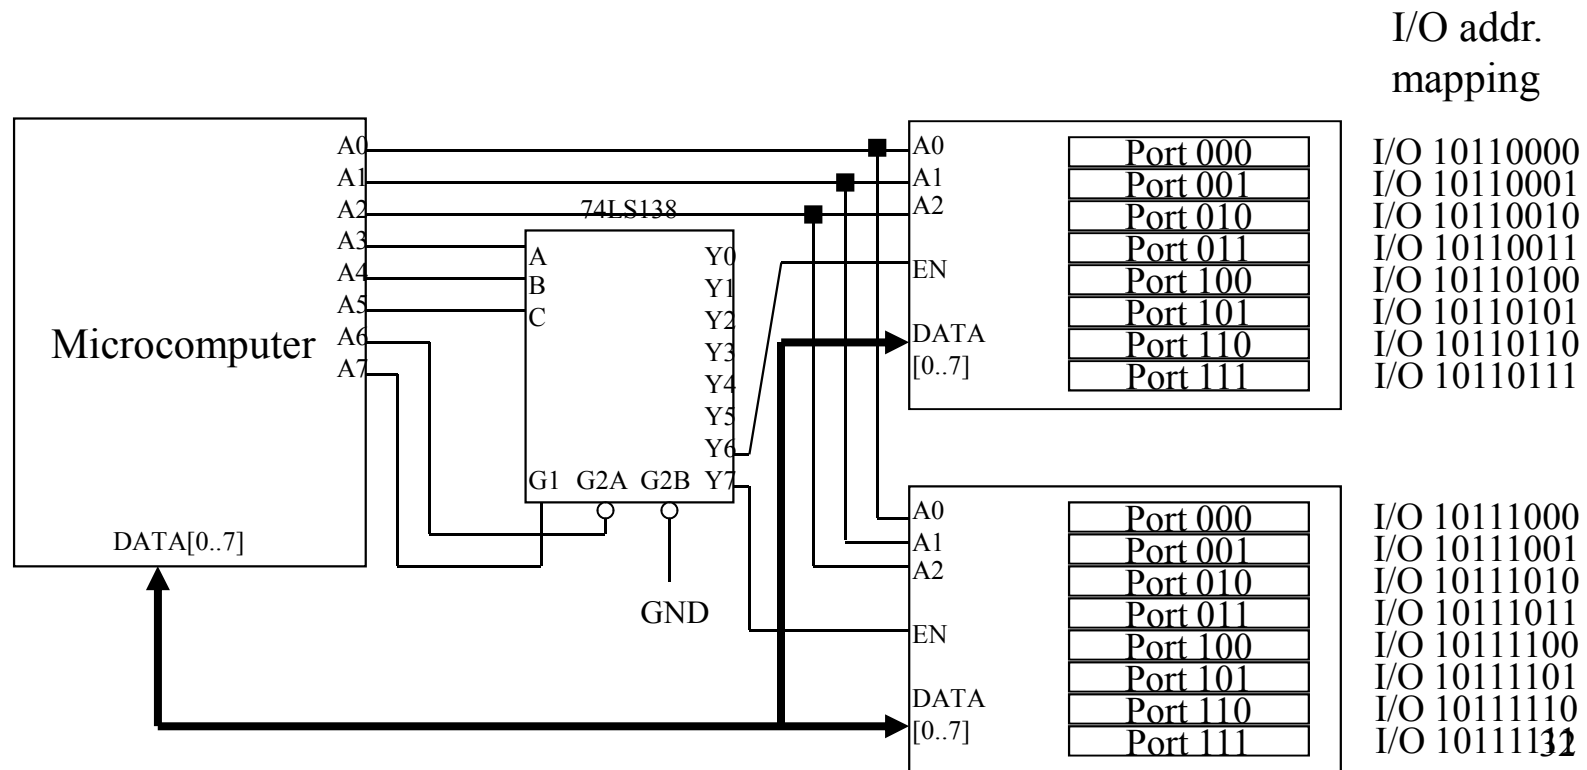 I/O addr.
mapping
Microcomputer
A0
A1
A2
A3
A4
A5
A6
A7
DATA[0..7]
74LS138
A
B
C
Y0
Y1
Y2
Y3
Y4
Y5
Y6
Y7
G1 G2A G2B
GND
A0
A1
A2
EN
DATA
[0..7]
Port 000
Port 001
Port 010
Port 011
Port 100
Port 101
Port 110
Port 111
I/O 10110000
I/O 10110001
I/O 10110010
I/O 10110011
I/O 10110100
I/O 10110101
I/O 10110110
I/O 10110111
A0
A1
A2
EN
DATA
[0..7]
Port 000
Port 001
Port 010
Port 011
Port 100
Port 101
Port 110
Port 111
I/O 10111000
I/O 10111001
I/O 10111010
I/O 10111011
I/O 10111100
I/O 10111101
I/O 10111110
I/O 10111111
32